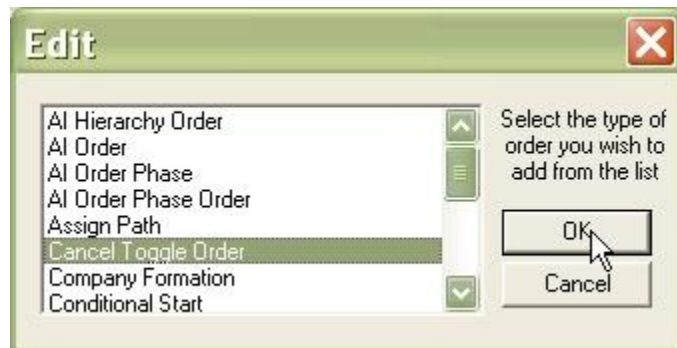 Edit
AI Hierarchy Order
AI Order
AI Order Phase
AI Order Phase Order
Assign Path
Cancel Toggle Order
Company Formation
Conditional Start
Select the type of
order you wish to
add from the list
OK
Cancel